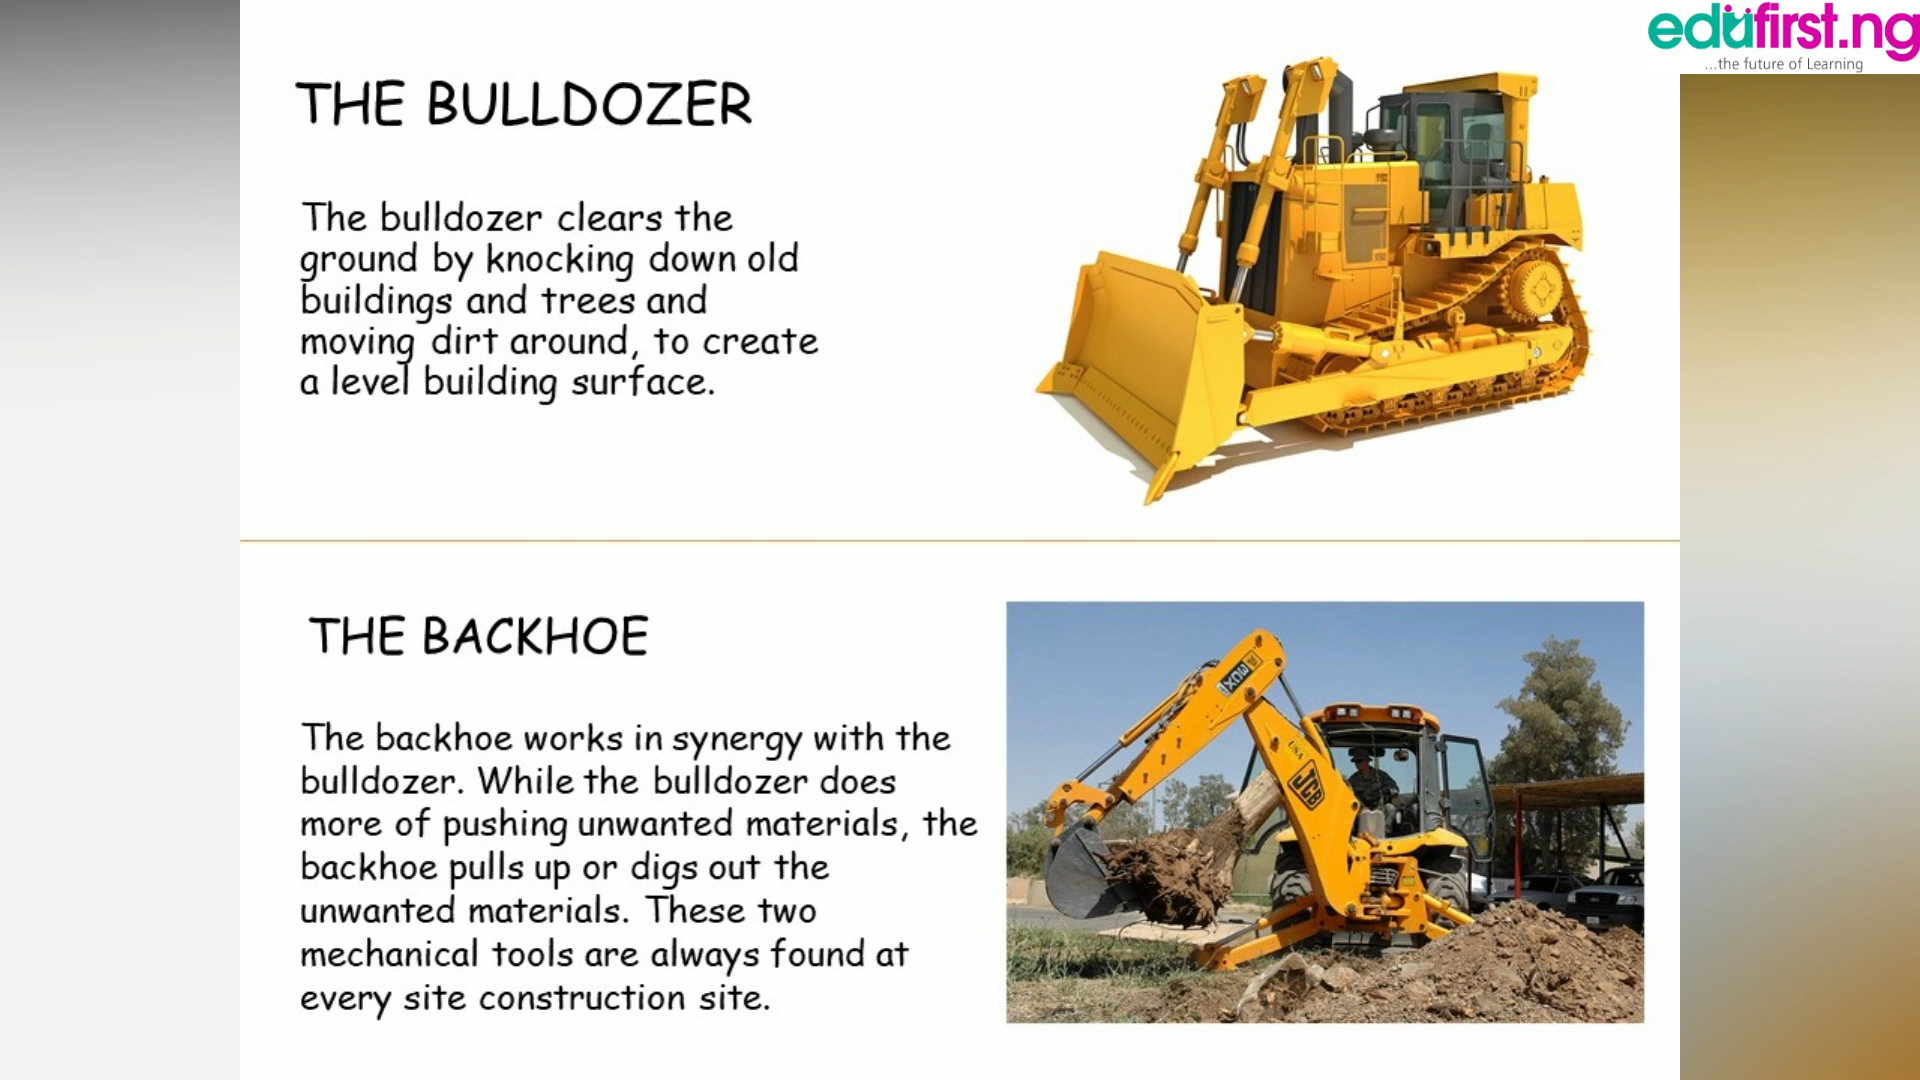 edufirst.ng
...the future of Learning
THE BULLDOZER
The bulldozer clears the
ground by knocking down old
buildings and trees and
moving dirt around, to create
a level building surface.
THE BACKHOE
The backhoe works in synergy with the
bulldozer. While the bulldozer does
more of pushing unwanted materials, the
backhoe pulls up or digs out the
unwanted materials. These two
mechanical tools are always found at
every site construction site.
JCB